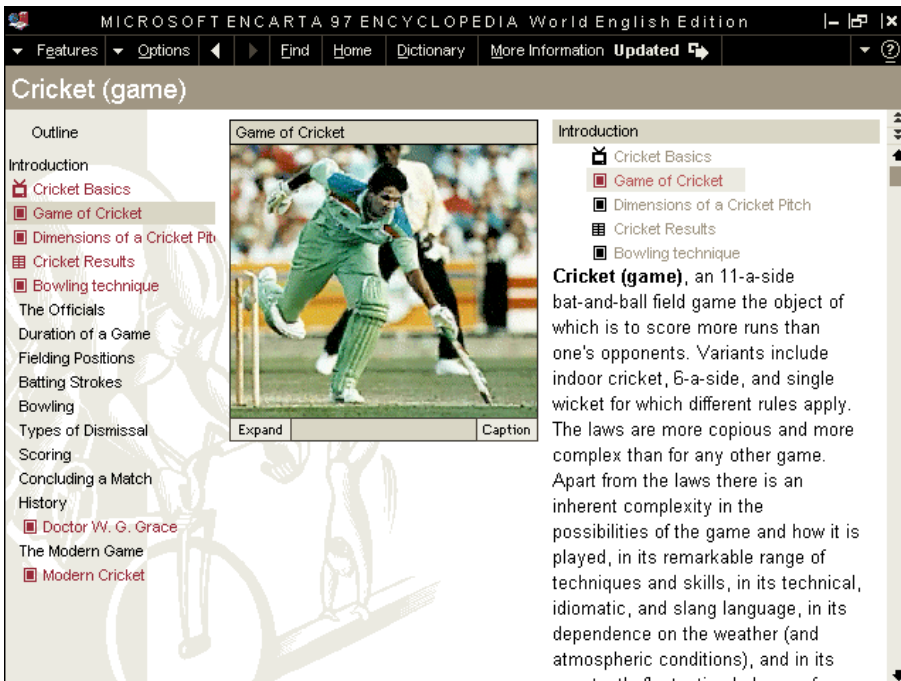 MICROSOFT ENCARTA 97 ENCYCLOPEDIA World English Edition
Features Options Find Home Dictionary More Information Updated
Cricket (game)
Outline
Introduction
Cricket Basics
Game of Cricket
Dimensions of a Cricket Pit
Cricket Results
Bowling technique
The Officials
Duration of a Game
Fielding Positions
Batting Strokes
Bowling
Types of Dismissal
Scoring
Concluding a Match
History
Doctor W. G. Grace
The Modern Game
Modern Cricket
Game of Cricket
Expand Caption
Introduction
Cricket Basics
Game of Cricket
Dimensions of a Cricket Pitch
Cricket Results
Bowling technique
Cricket (game), an 11-a-side
bat-and-ball field game the object of
which is to score more runs than
one's opponents. Variants include
indoor cricket, 6-a-side, and single
wicket for which different rules apply.
The laws are more copious and more
complex than for any other game.
Apart from the laws there is an
inherent complexity in the
possibilities of the game and how it is
played, in its remarkable range of
techniques and skills, in its technical,
idiomatic, and slang language, in its
dependence on the weather (and
atmospheric conditions), and in its